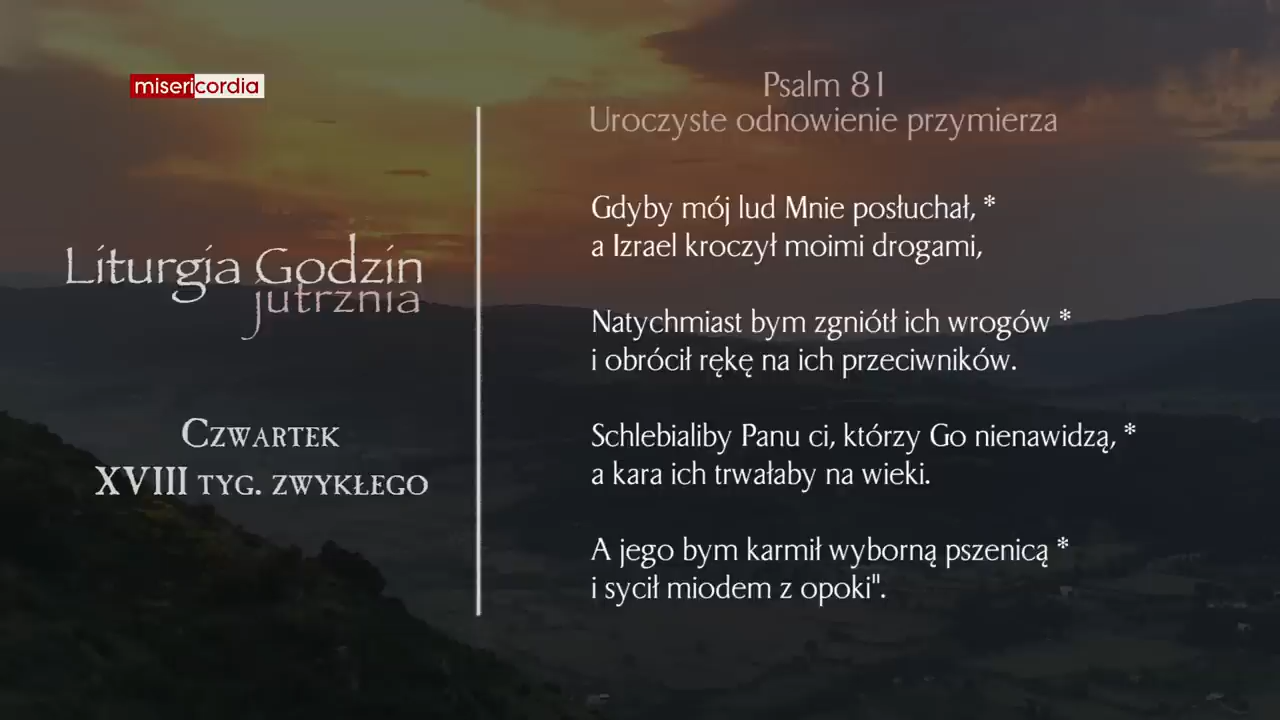 misericordia
Liturgia Godzin
jutrznia
Czwartek
XVIII tyg. zwykłego
Psalm 81
Uroczyste odnowienie przymierza
Gdyby mój lud Mnie posłuchał, *
a Izrael kroczył moimi drogami,
Natychmiast bym zgniótł ich wrogów *
i obrócił rękę na ich przeciwników.
Schlebialiby Panu ci, którzy Go nienawidzą, *
a kara ich trwałaby na wieki.
A jego bym karmił wyborną pszenicą *
i sycił miodem z opoki".